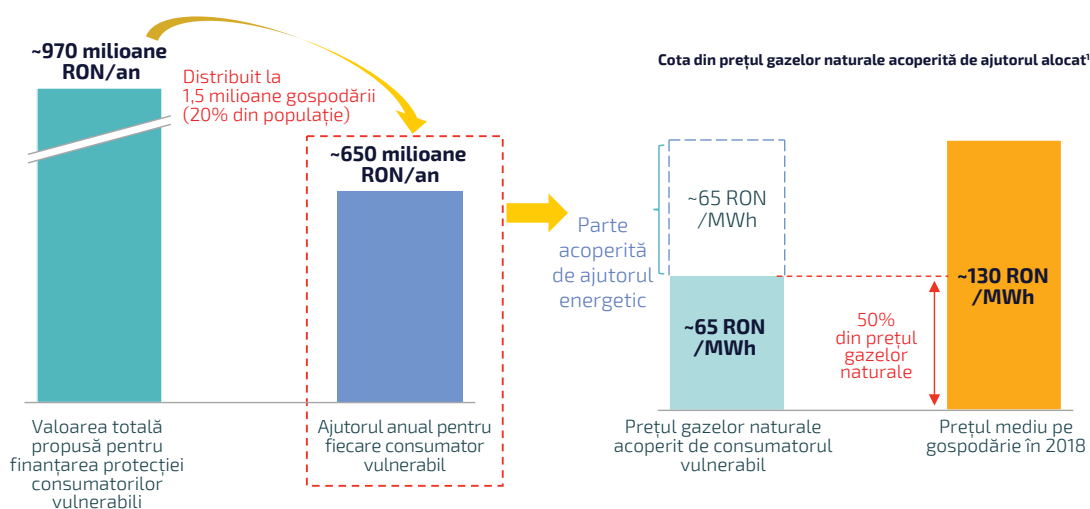 ~970 milioane
RON/an
Distribuit la
1,5 milioane gospodării
(20% din populație)
~650 milioane
RON/an
Valoarea totală
propusă pentru
finanțarea protecției
consumatorilor
vulnerabili
Ajutorul anual pentru
fiecare consumator
vulnerabil
Cota din prețul gazelor naturale acoperită de ajutorul alocat¹
Parte
acoperită
de ajutorul
energetic
~65 RON
/MWh
~65 RON
/MWh
50%
din prețul
gazelor
naturale
~130 RON
/MWh
Prețul gazelor naturale
acoperit de consumatorul
vulnerabil
Prețul mediu pe
gospodărie în 2018